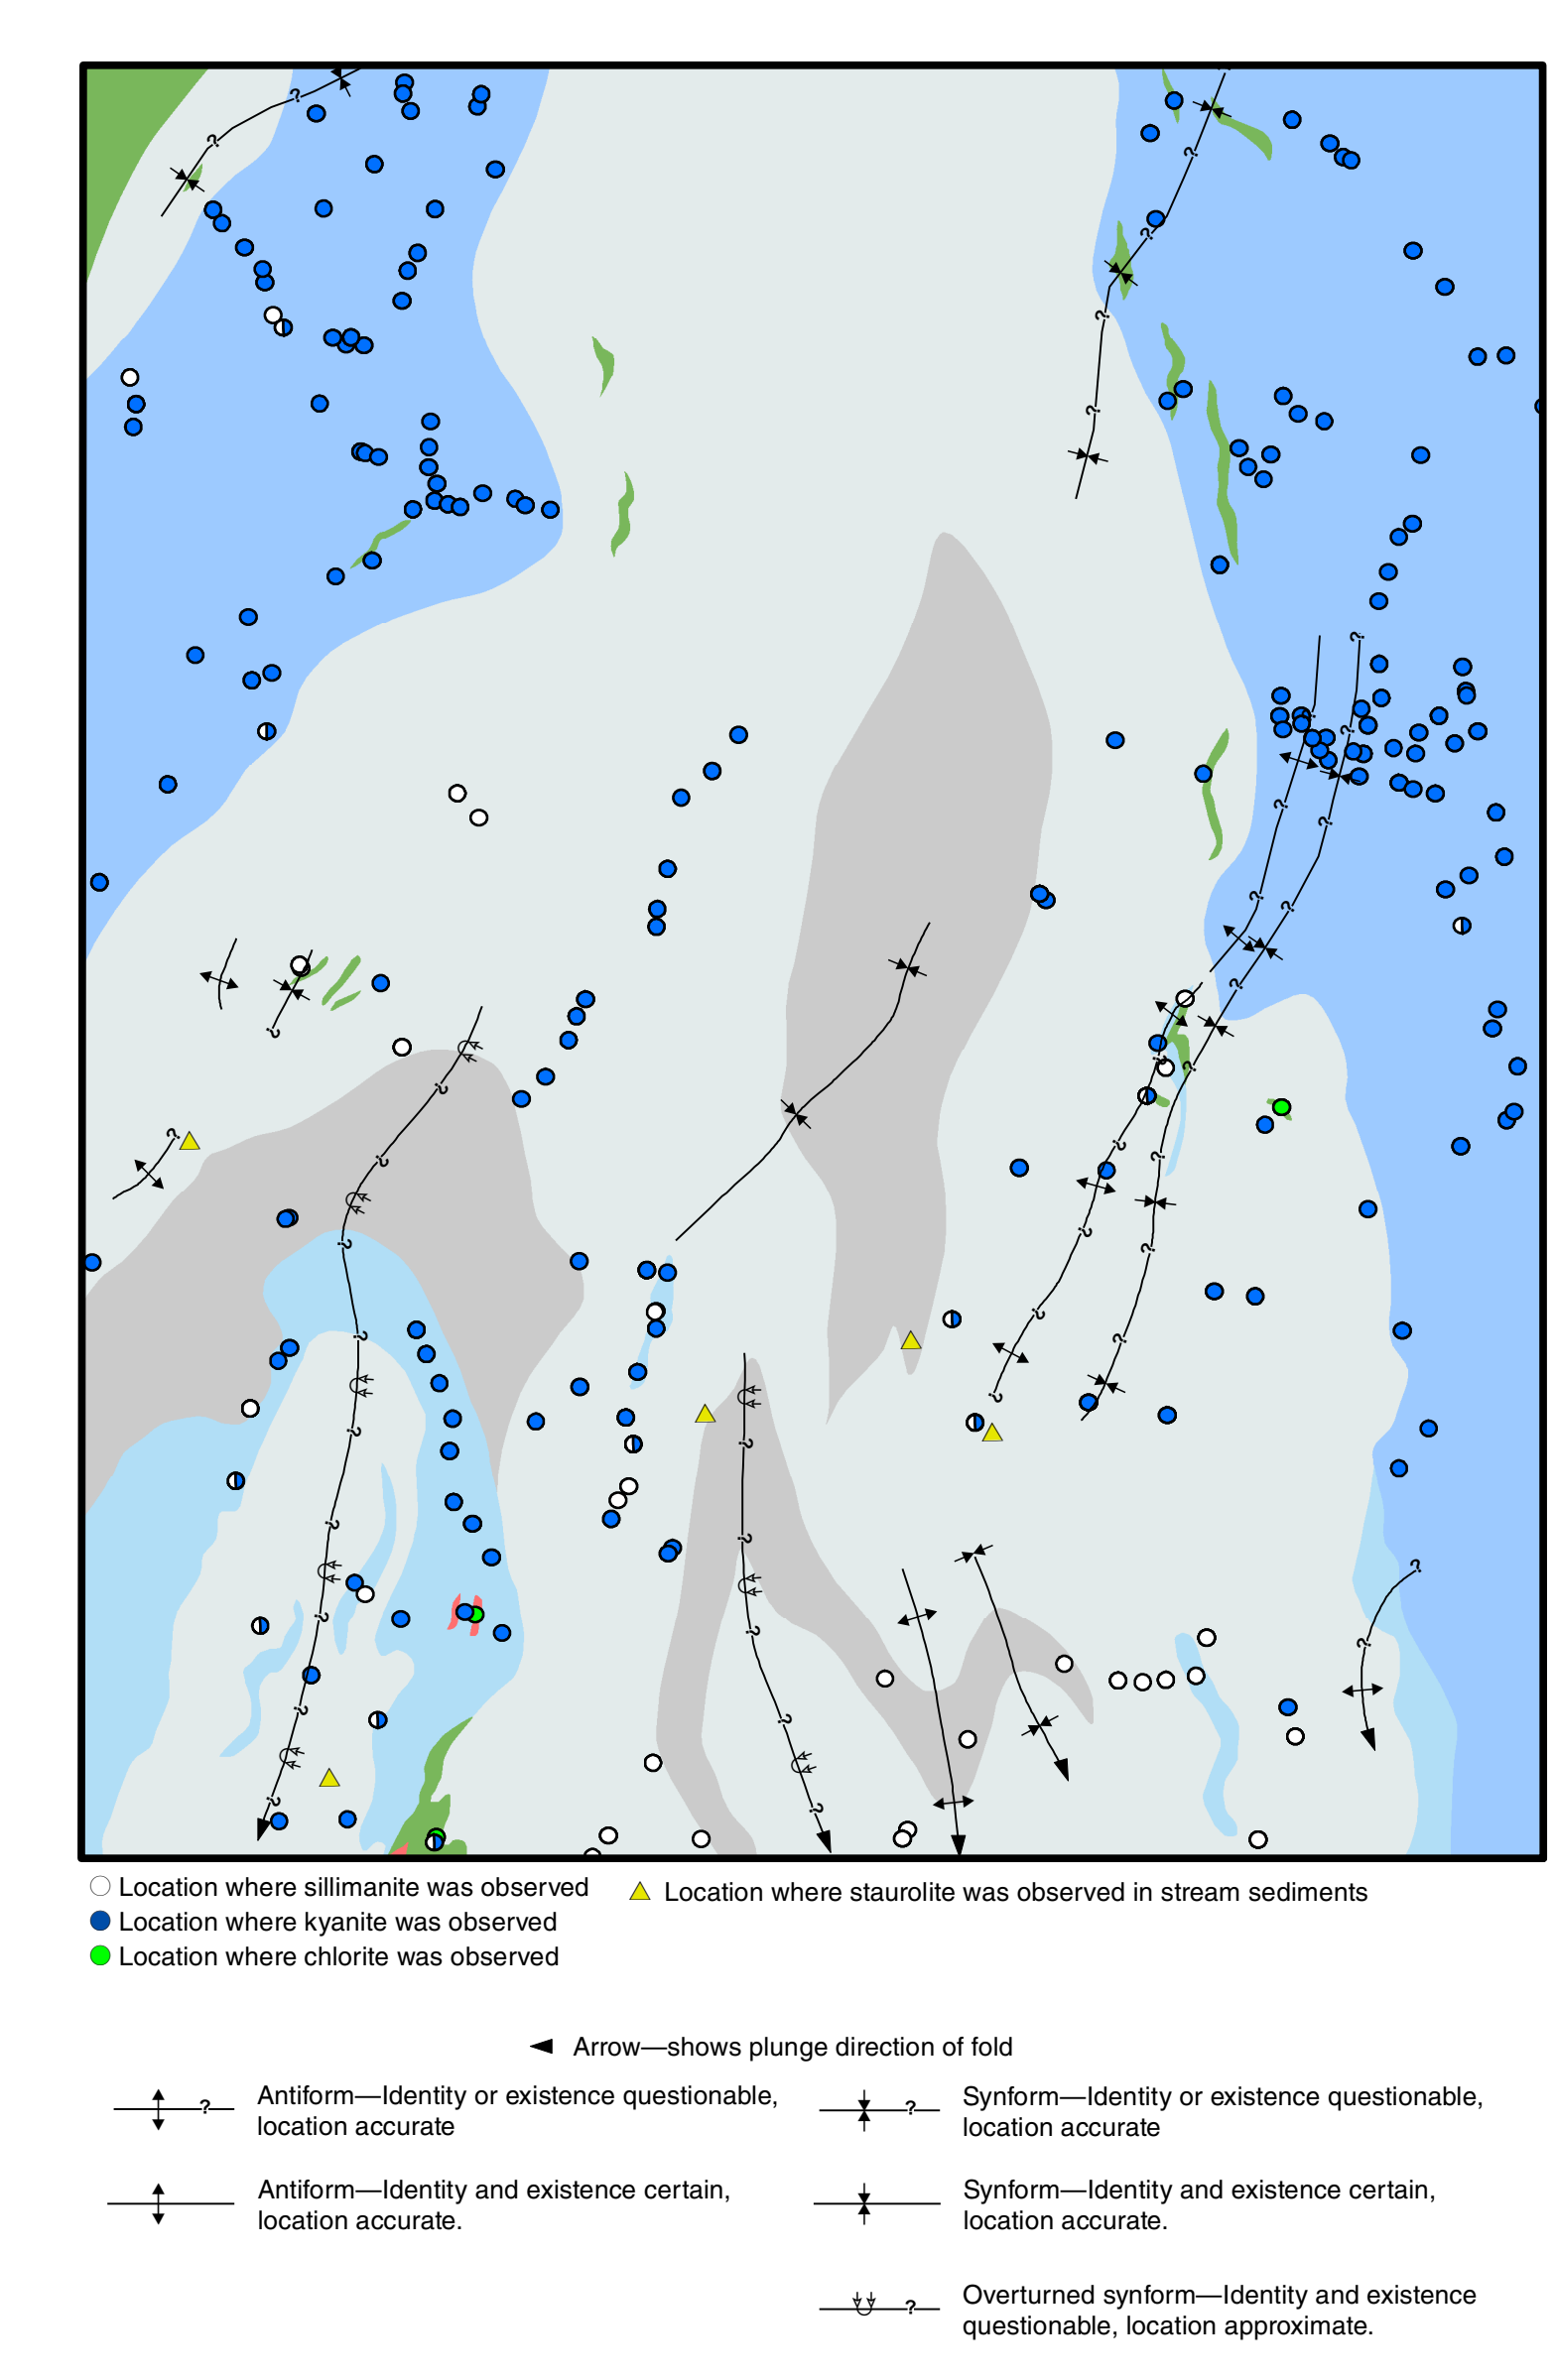 Location where sillimanite was observed
Location where staurolite was observed in stream sediments
Location where kyanite was observed
Location where chlorite was observed
Arrow—shows plunge direction of fold
Antiform—Identity or existence questionable,
location accurate
Synform—Identity or existence questionable,
location accurate
Antiform—Identity and existence certain,
location accurate.
Synform—Identity and existence certain,
location accurate.
Overturned synform—Identity and existence
questionable, location approximate.